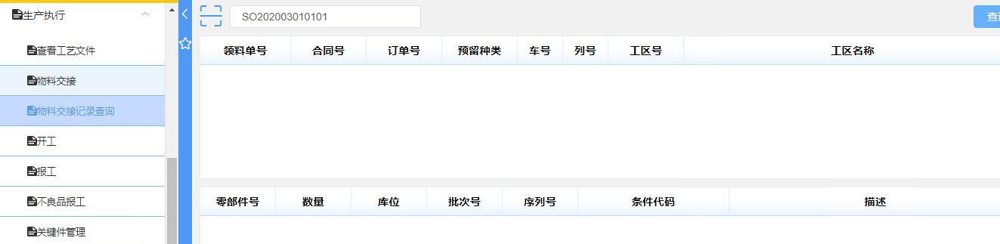 生产执行
查看工艺文件
物料交接
物料交接记录查询
开工
报工
不良品报工
关键件管理
SO202003010101
领料单号 合同号 订单号 预留种类 车号 列号 工区号 工区名称
零部件号 数量 库位 批次号 序列号 条件代码 描述